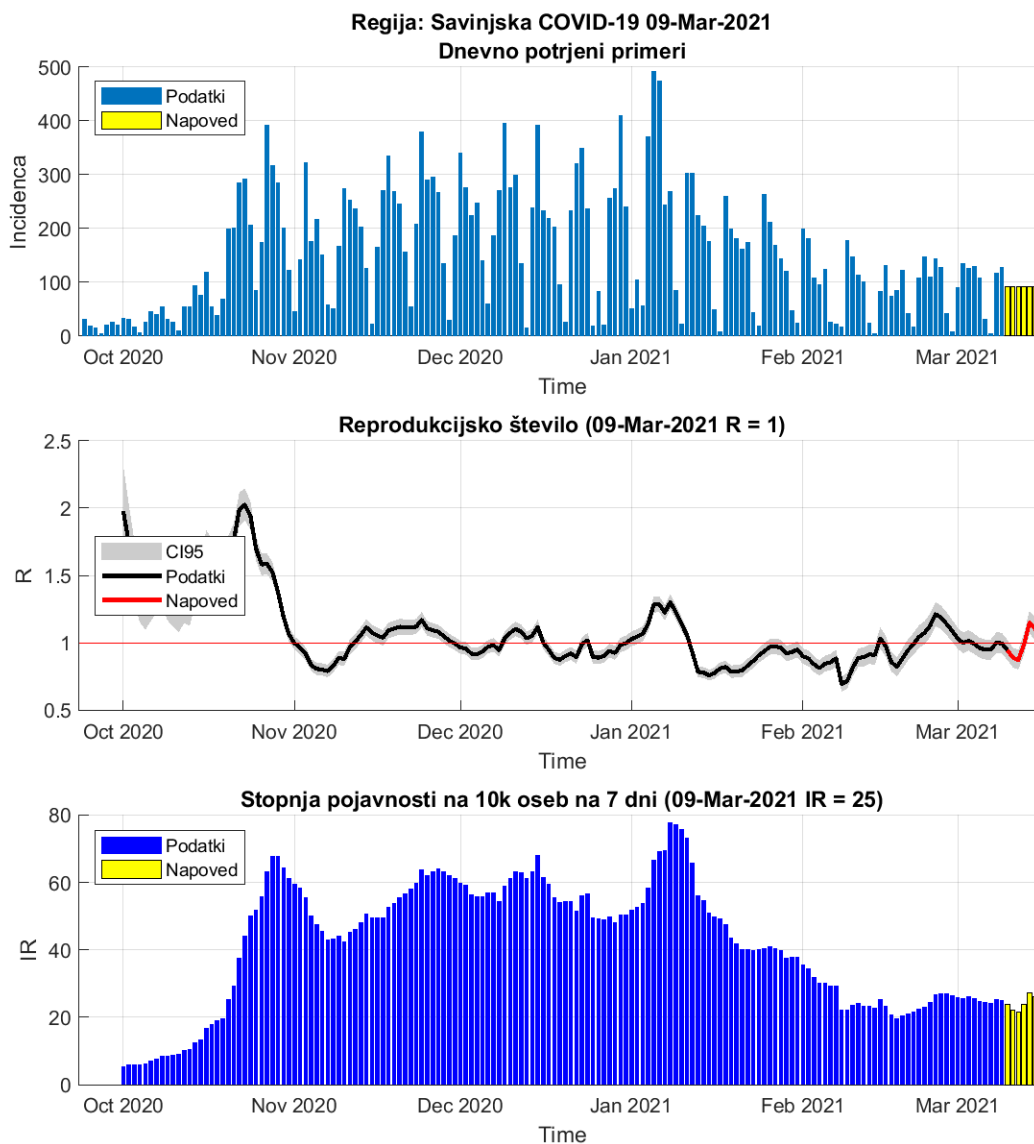 Regija: Savinjska COVID-19 09-Mar-2021
Dnevno potrjeni primeri
500
400
300
200
100
0
Incidenca
Podatki
Napoved
Oct 2020 Nov 2020 Dec 2020 Jan 2021 Feb 2021 Mar 2021
Time
Reprodukcijsko število (09-Mar-2021 R = 1)
2.5
2
1.5
1
0.5
R
CI95
Podatki
Napoved
Oct 2020 Nov 2020 Dec 2020 Jan 2021 Feb 2021 Mar 2021
Time
Stopnja pojavnosti na 10k oseb na 7 dni (09-Mar-2021 IR = 25)
80
60
40
20
0
IR
Podatki
Napoved
Oct 2020 Nov 2020 Dec 2020 Jan 2021 Feb 2021 Mar 2021
Time